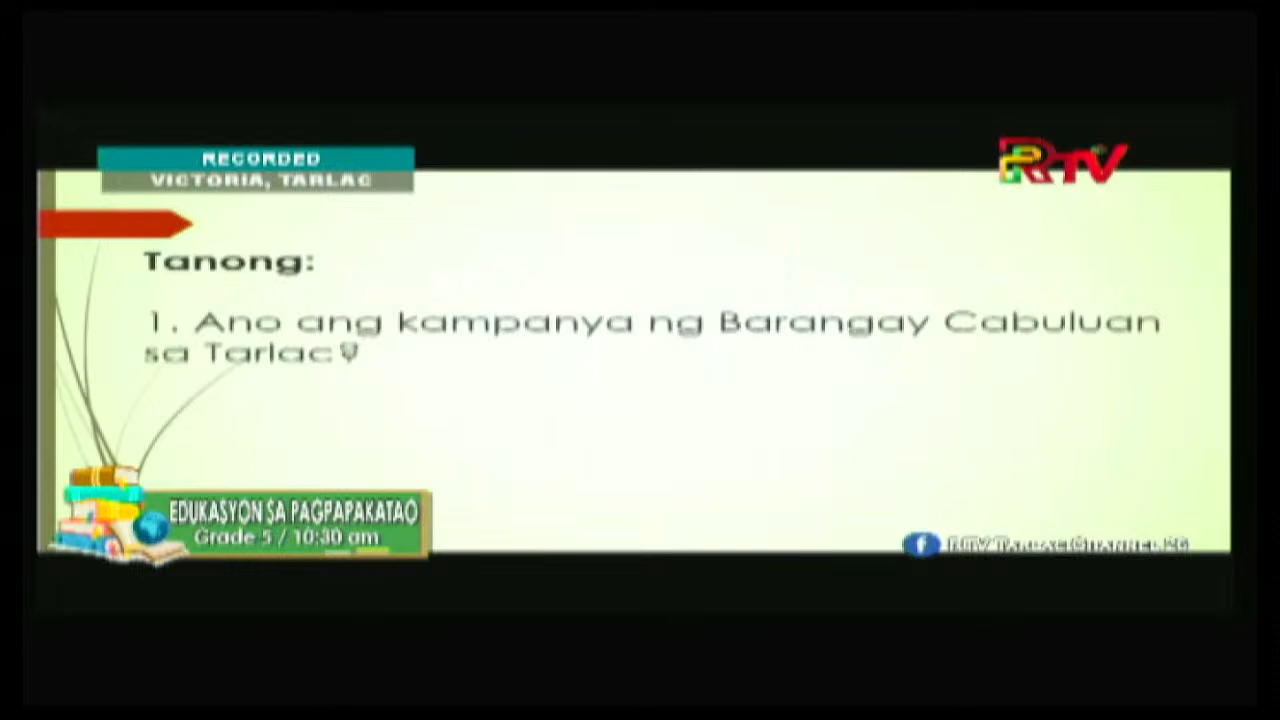 RECORDED
VICTORIA, TARLAC
RTV
Tanong:
1. Ano ang kampanya ng Barangay Cabuluan
sa Tarlac?
EDUKASYON SA PAGPAPAKATAO
Grade 5 / 10:30 am
f